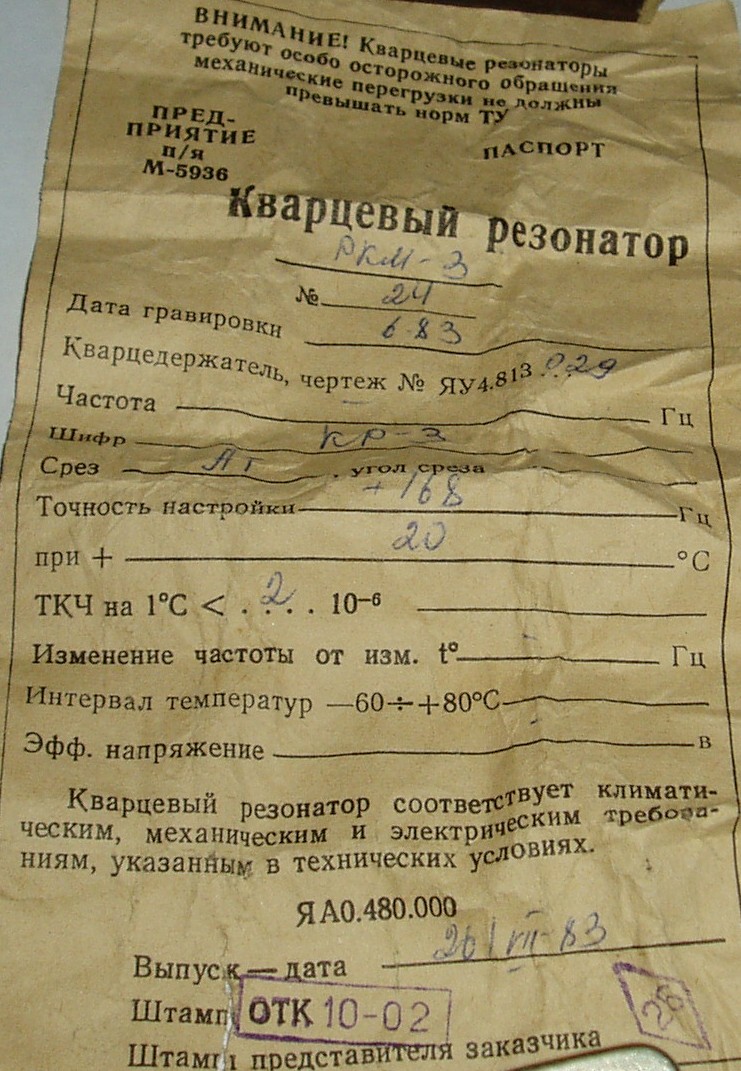 ВНИМАНИЕ! Кварцевые резонаторы
требуют особо осторожного обращения
механические перегрузки не должны
превышать норм ТУ
ПРЕД-
ПРИЯТИЕ
п/я
М-5936
ПАСПОРТ
Кварцевый резонатор
РКМ-3
№ 24
Дата гравировки 6 83
Кварцедержатель, чертеж № ЯУ4.813.029
Частота — Гц
Шифр КР-3
Срез АТ угол среза
Точность настройки +168 Гц
при + 20 °С
ТКЧ на 1°С < . 2 . . 10⁻⁶
Изменение частоты от изм. t° Гц
Интервал температур —60÷+80°С
Эфф. напряжение в
Кварцевый резонатор соответствует климати-
ческим, механическим и электрическим требова-
ниям, указанным в технических условиях.
ЯА0.480.000
Выпуск — дата 26/VII-83
Штамп ОТК 10-02
26
Штамп представителя заказчика